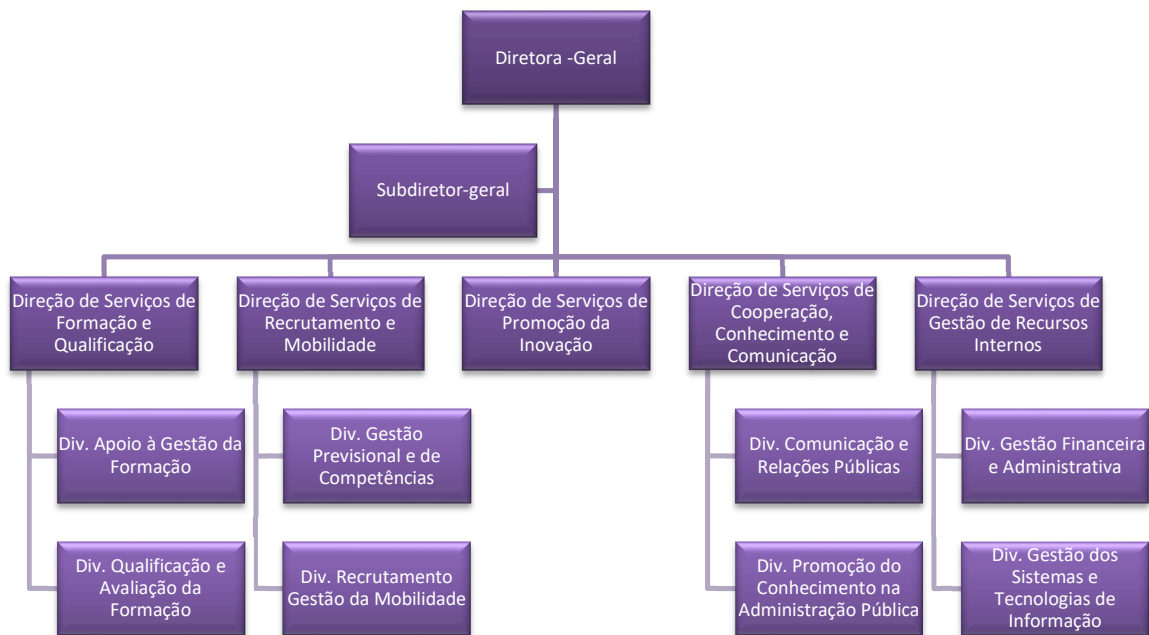 Diretora -Geral
Subdiretor-geral
Direção de Serviços de
Formação e
Qualificação
Direção de Serviços de
Recrutamento e
Mobilidade
Direção de Serviços de
Promoção da
Inovação
Direção de Serviços de
Cooperação,
Conhecimento e
Comunicação
Direção de Serviços de
Gestão de Recursos
Internos
Div. Apoio à Gestão da
Formação
Div. Gestão
Previsional e de
Competências
Div. Comunicação e
Relações Públicas
Div. Gestão Financeira
e Administrativa
Div. Qualificação e
Avaliação da
Formação
Div. Recrutamento
Gestão da Mobilidade
Div. Promoção do
Conhecimento na
Administração Pública
Div. Gestão dos
Sistemas e
Tecnologias de
Informação